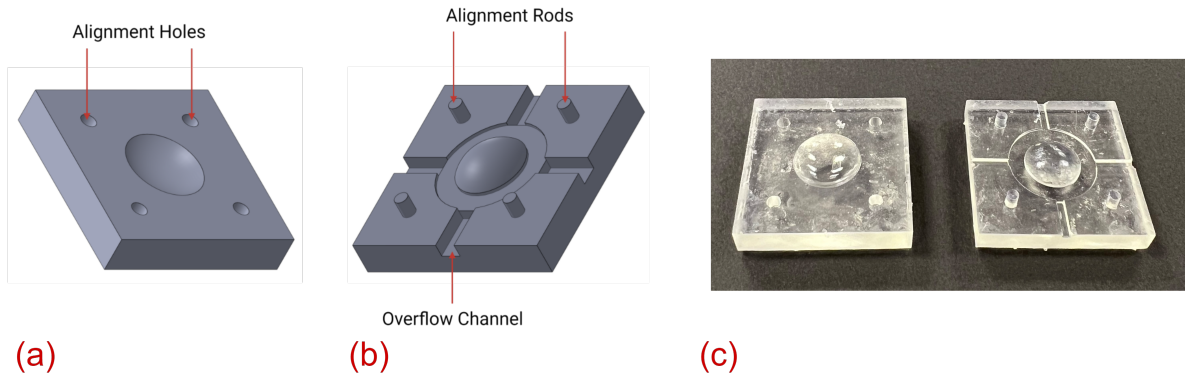 Alignment Holes
Alignment Rods
Overflow Channel
(a)
(b)
(c)